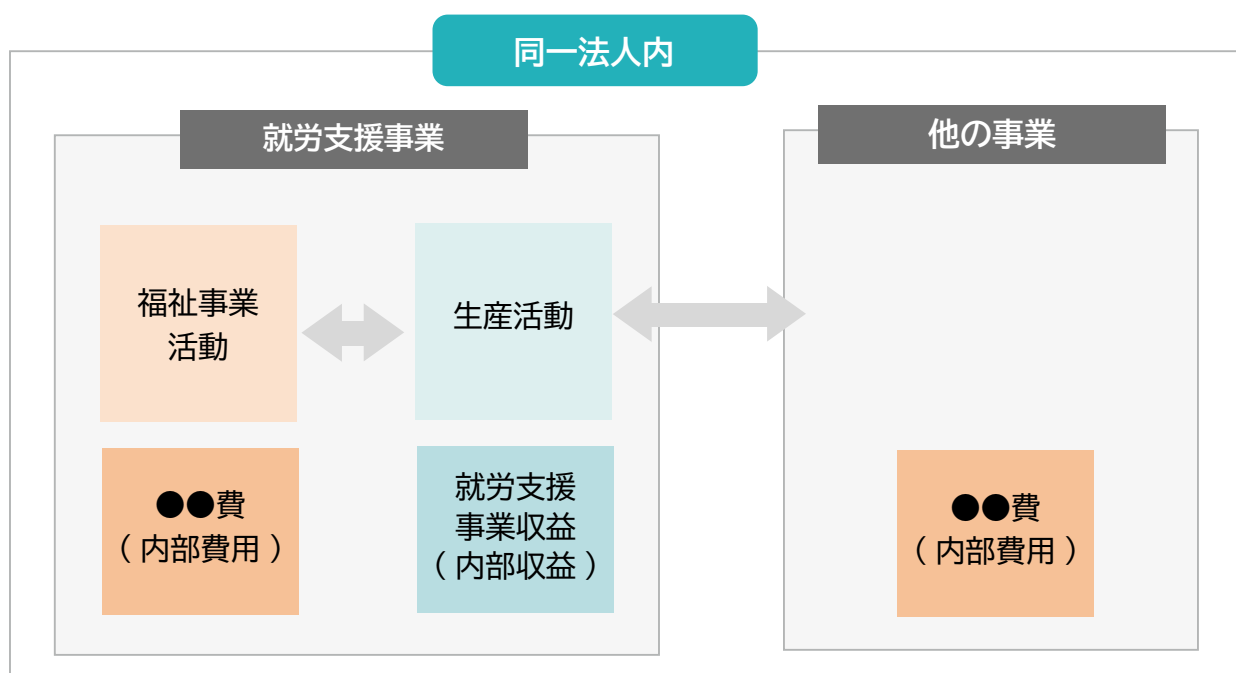 同一法人内
就労支援事業
福祉事業
活動
生産活動
●●費
（内部費用）
就労支援
事業収益
（内部収益）
他の事業
●●費
（内部費用）